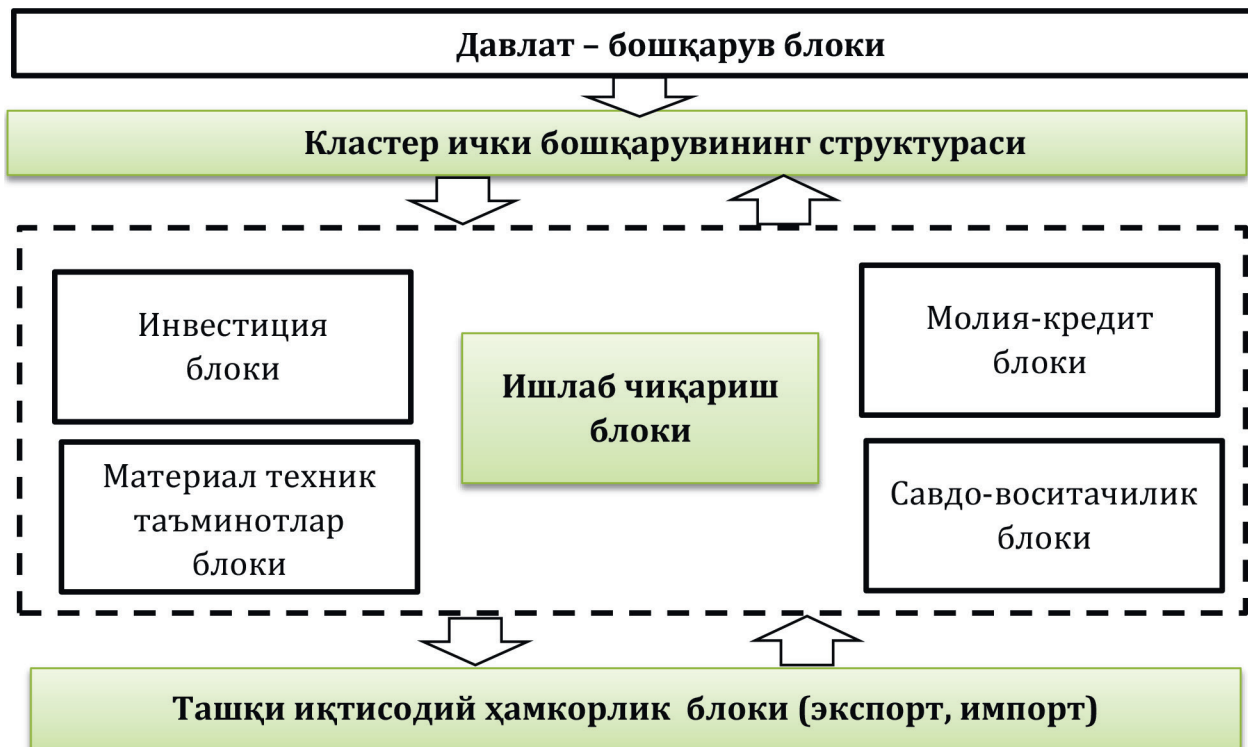 Давлат – бошқарув блоки
Кластер ички бошқарувининг структураси
Инвестиция
блоки
Материал техник
таъминотлар
блоки
Ишлаб чиқариш
блоки
Молия-кредит
блоки
Савдо-воситачилик
блоки
Ташқи иқтисодий ҳамкорлик блоки (экспорт, импорт)